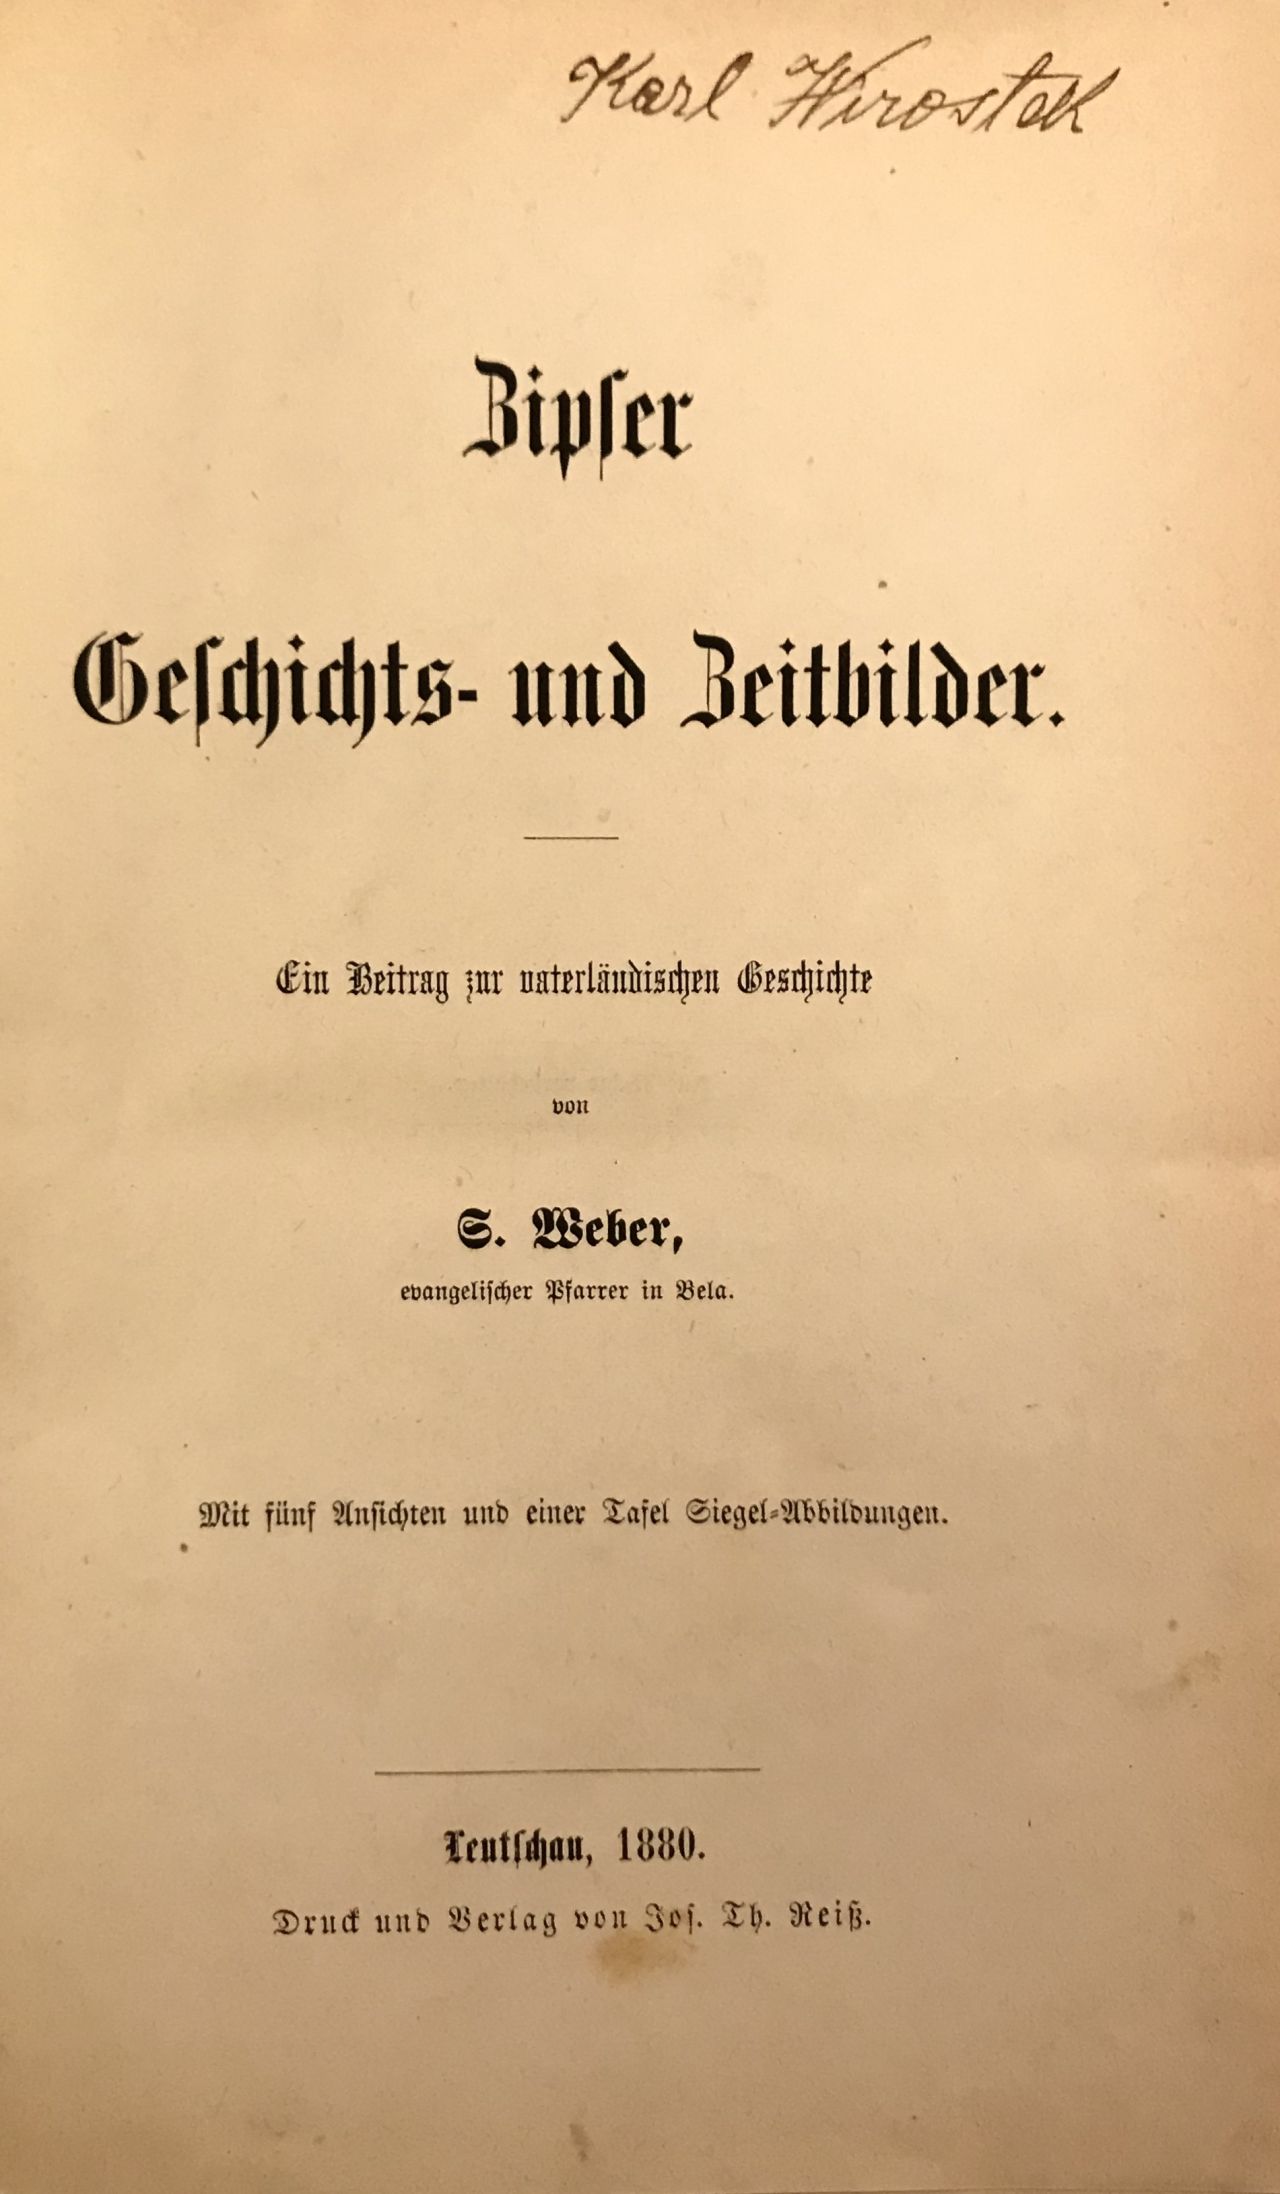 Karl Wirostek
Zipſer
Geſchichts- und Zeitbilder.
Ein Beitrag zur vaterländischen Geschichte
von
S. Weber,
evangeliſcher Pfarrer in Bela.
Mit fünf Anſichten und einer Tafel Siegel-Abbildungen.
Leutſchau, 1880.
Druck und Verlag von Joſ. Th. Reiß.